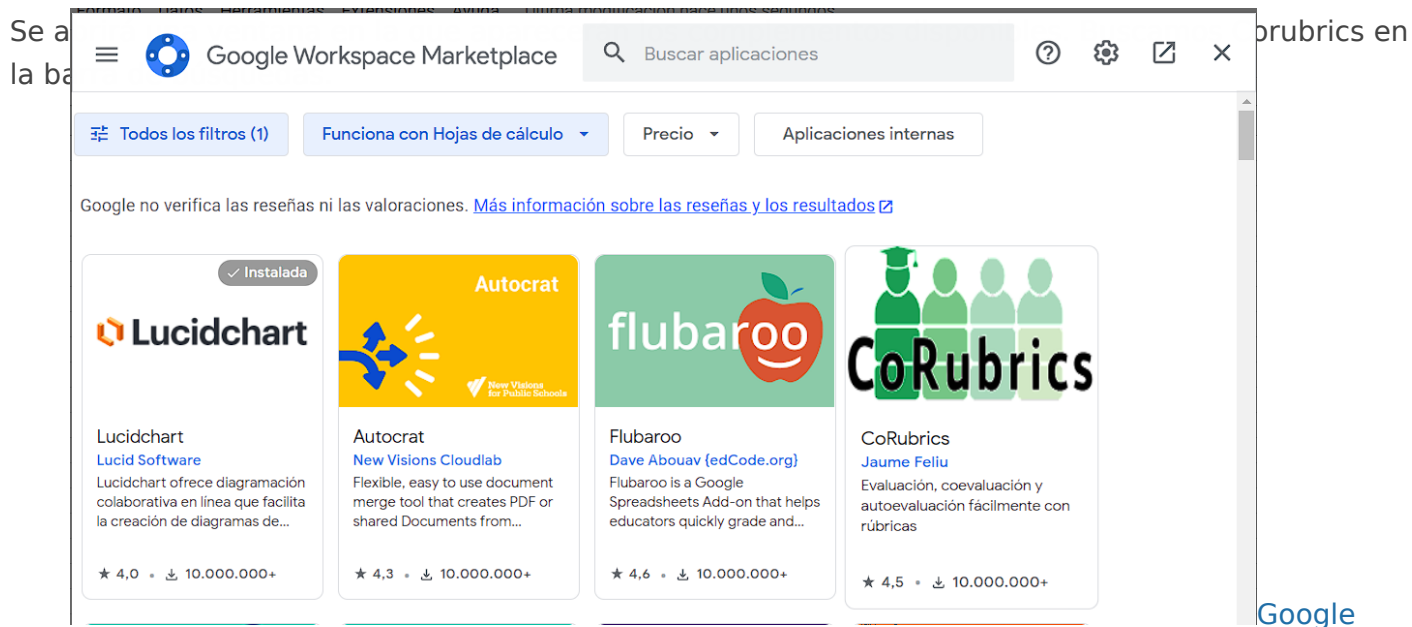 Se a
orubrics en
la ba
Google Workspace Marketplace
Buscar aplicaciones
Todos los filtros (1)
Funciona con Hojas de cálculo
Precio
Aplicaciones internas
Google no verifica las reseñas ni las valoraciones. Más información sobre las reseñas y los resultados
Instalada
Lucidchart
Lucidchart
Lucid Software
Lucidchart ofrece diagramación
colaborativa en línea que facilita
la creación de diagramas de...
★ 4,0 • 10.000.000+
Autocrat
New Visions
for Public Schools
Autocrat
New Visions Cloudlab
Flexible, easy to use document
merge tool that creates PDF or
shared Documents from...
★ 4,3 • 10.000.000+
flubaroo
Flubaroo
Dave Abouav {edCode.org}
Flubaroo is a Google
Spreadsheets Add-on that helps
educators quickly grade and...
★ 4,6 • 10.000.000+
CoRubrics
CoRubrics
Jaume Feliu
Evaluación, coevaluación y
autoevaluación fácilmente con
rúbricas
★ 4,5 • 10.000.000+
Google